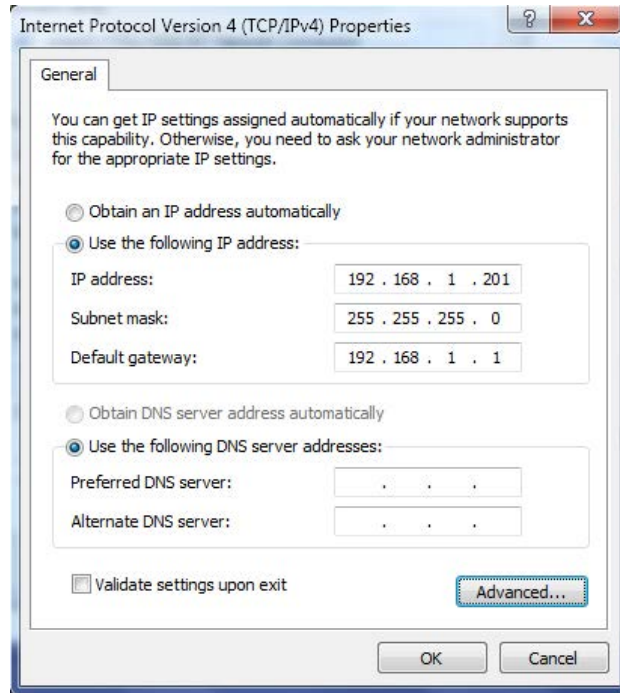 Internet Protocol Version 4 (TCP/IPv4) Properties
General
You can get IP settings assigned automatically if your network supports
this capability. Otherwise, you need to ask your network administrator
for the appropriate IP settings.
Obtain an IP address automatically
Use the following IP address:
IP address: 192 . 168 . 1 . 201
Subnet mask: 255 . 255 . 255 . 0
Default gateway: 192 . 168 . 1 . 1
Obtain DNS server address automatically
Use the following DNS server addresses:
Preferred DNS server: . . .
Alternate DNS server: . . .
Validate settings upon exit
Advanced...
OK Cancel